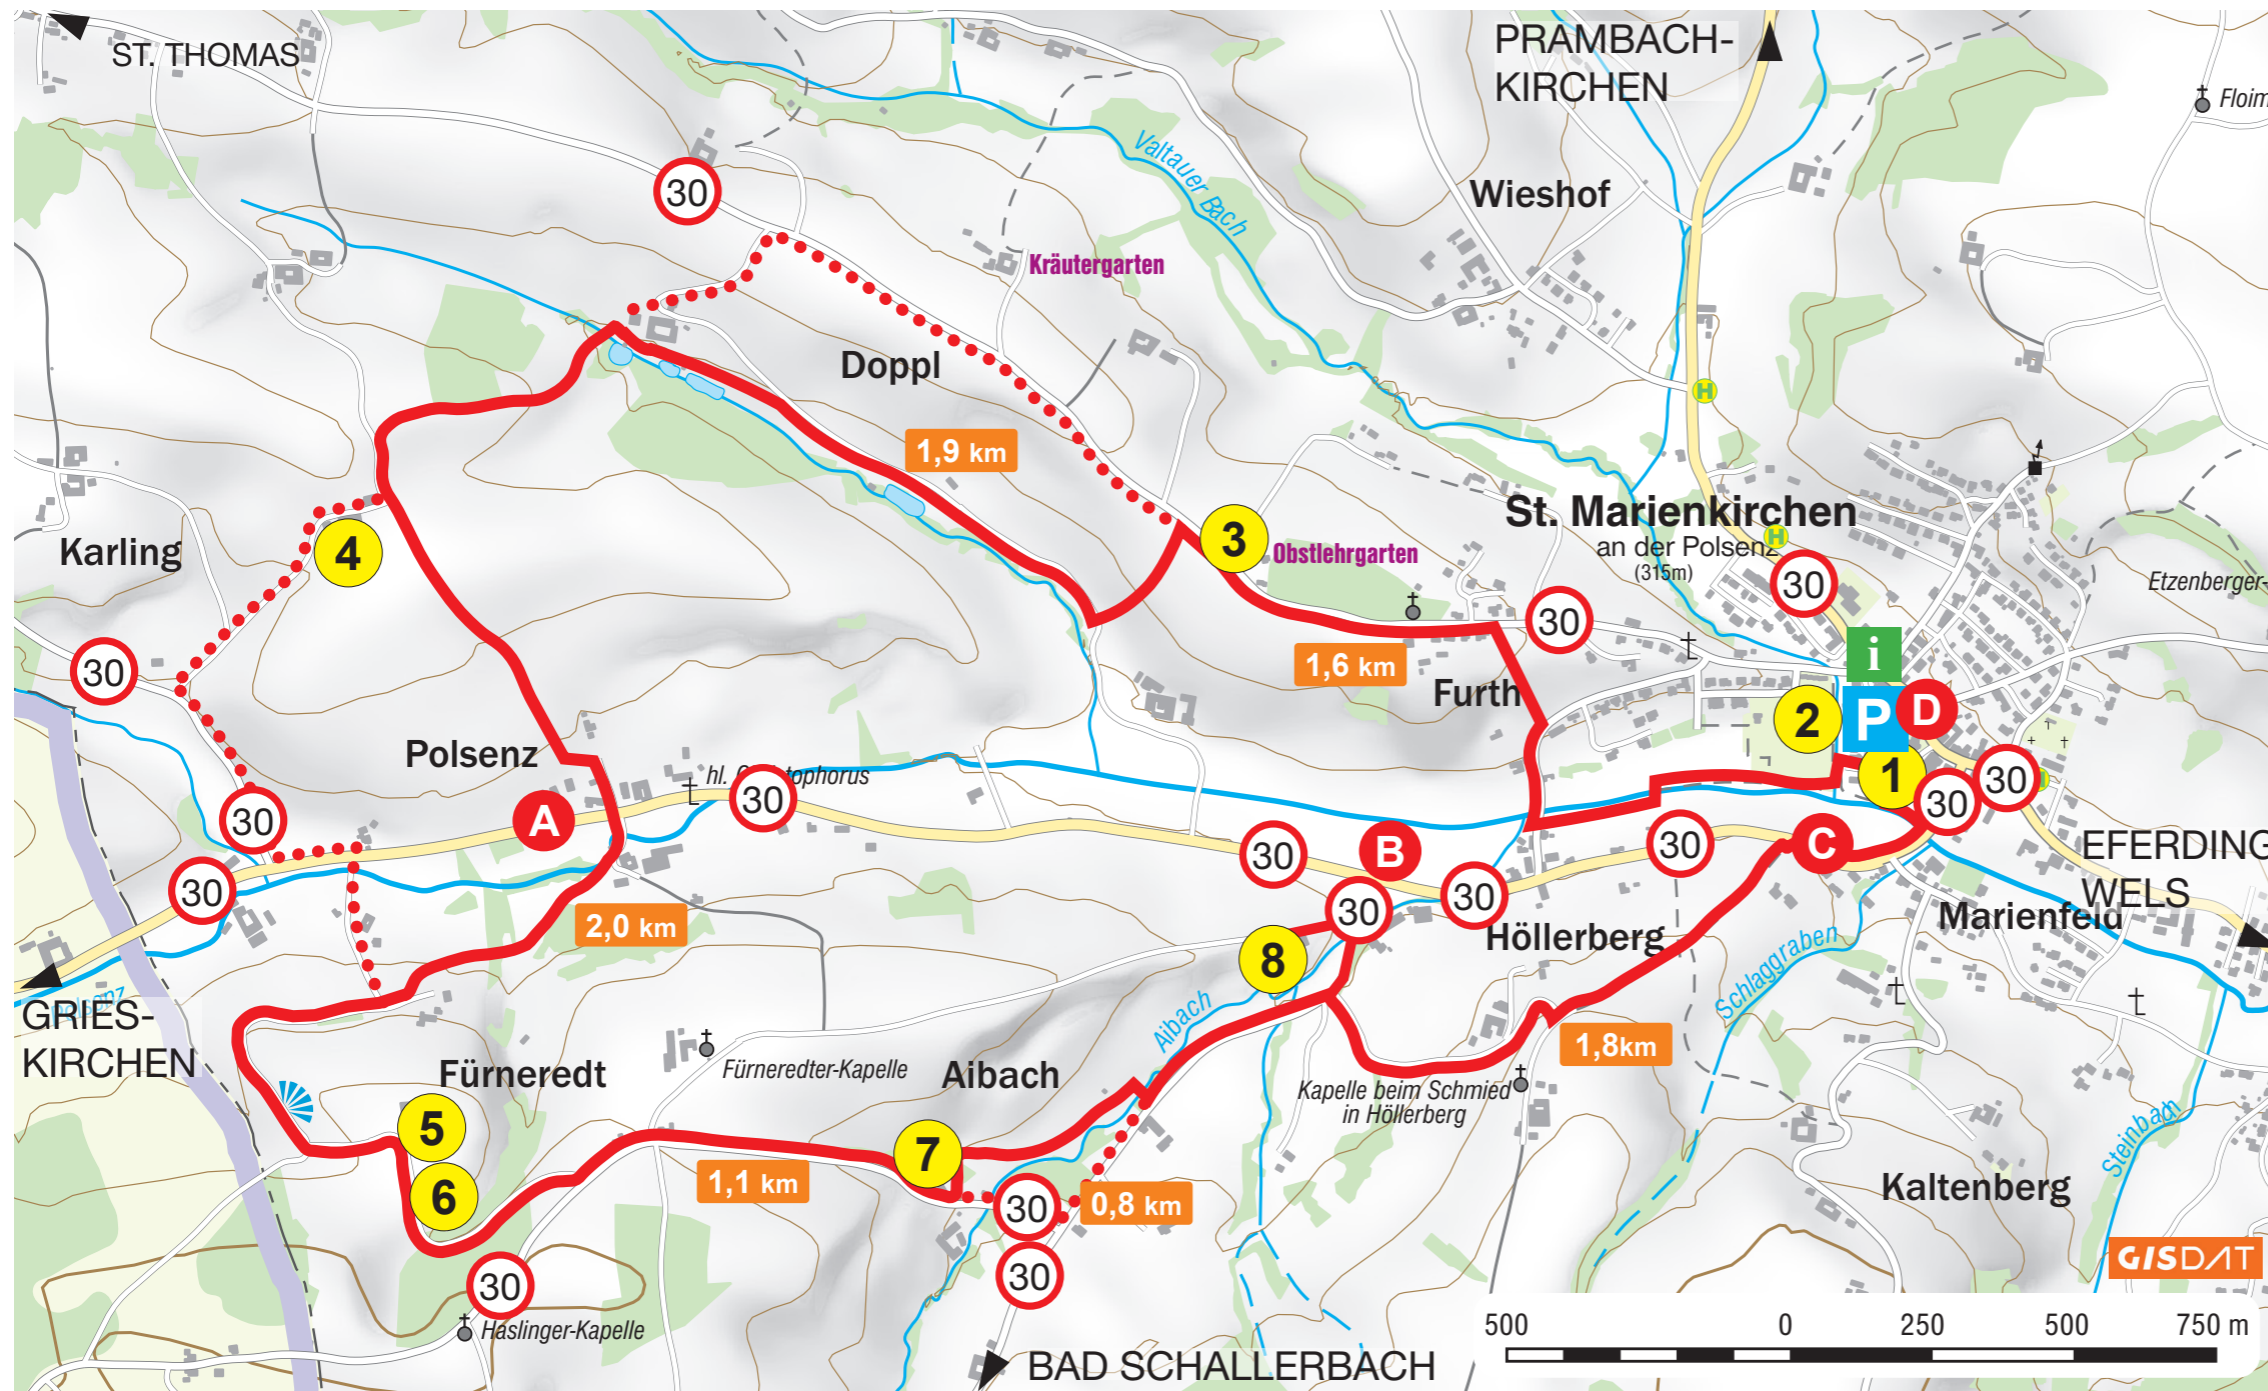 ST. THOMAS
PRAMBACH-
KIRCHEN
Valtauer Bach
Wieshof
30
Kräutergarten
Doppl
H
1,9 km
St. Marienkirchen
an der Polsenz
(315m)
H
3
Obstlehrgarten
4
Karling
30
30
Etzenberger-
30
1,6 km
Furth
i
2
P
D
Polsenz
hl.
tophorus
30
A
30
1
30
30
30
B
30
C
EFERDING
WELS
30
30
30
30
2,0 km
8
Höllerberg
Marienfeld
Schlaggraben
Polsenz
GRIES-
KIRCHEN
Aibach
1,8km
Fürneredt
Fürneredter-Kapelle
Aibach
Kapelle beim Schmied
in Höllerberg
5
6
7
1,1 km
30
0,8 km
Steinbach
Kaltenberg
30
30
Haslinger-Kapelle
BAD SCHALLERBACH
GISDAT
500 0 250 500 750 m